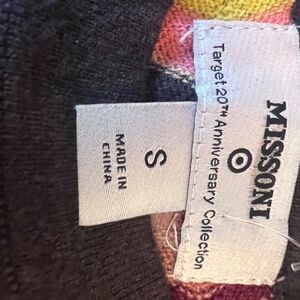 MISSONI
Target 20TH Anniversary Collection
S
MADE IN
CHINA